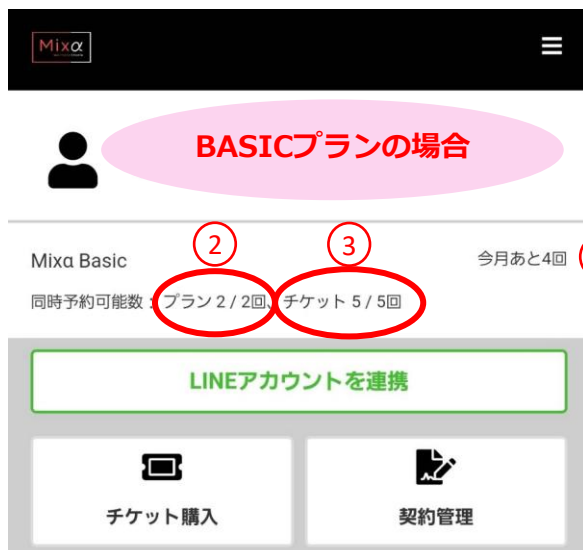 Mixα
BASICプランの場合
② ③
Mixα Basic 今月あと4回
同時予約可能数：プラン 2 / 2回、チケット 5 / 5回
LINEアカウントを連携
チケット購入 契約管理